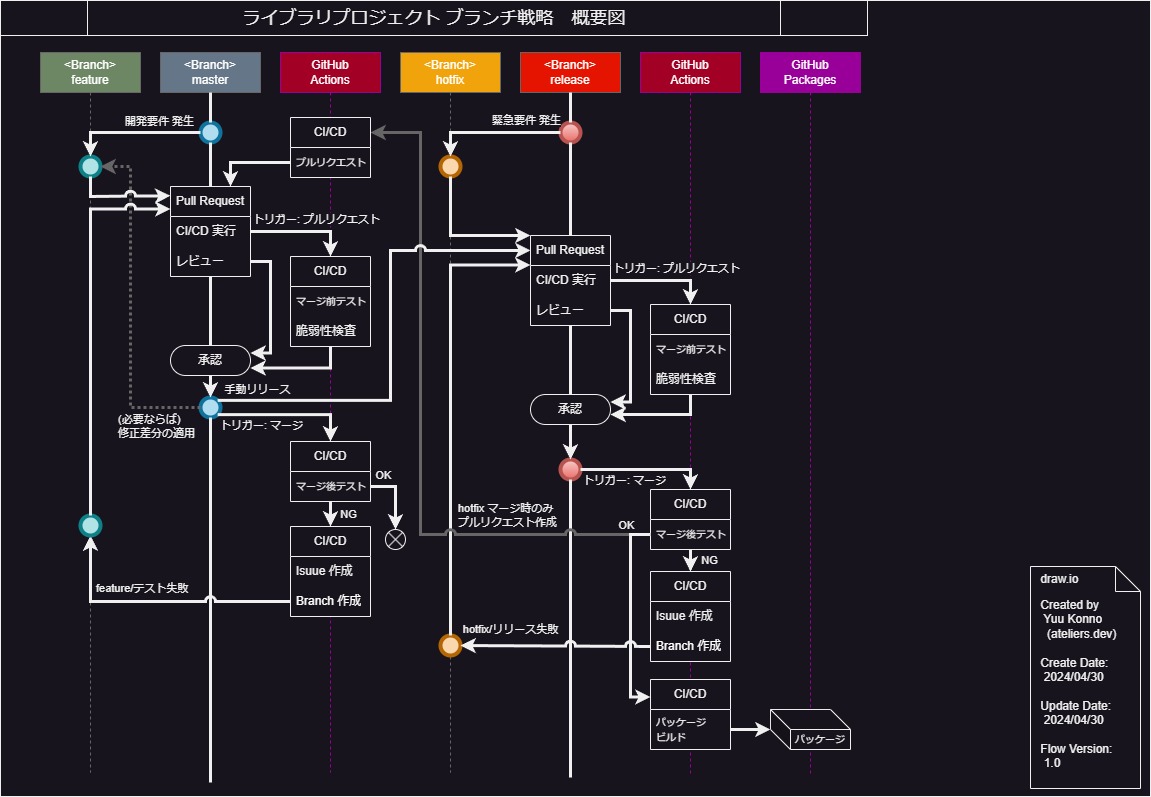 ライブラリプロジェクト ブランチ戦略　概要図
<Branch>
feature
<Branch>
master
GitHub
Actions
<Branch>
hotfix
<Branch>
release
GitHub
Actions
GitHub
Packages
開発要件 発生
CI/CD
プルリクエスト
緊急要件 発生
Pull Request
CI/CD 実行
レビュー
トリガー: プルリクエスト
CI/CD
マージ前テスト
脆弱性検査
承認
手動リリース
(必要ならば)
修正差分の適用
トリガー: マージ
CI/CD
マージ後テスト
OK
NG
CI/CD
Isuue 作成
Branch 作成
feature/テスト失敗
Pull Request
CI/CD 実行
レビュー
トリガー: プルリクエスト
CI/CD
マージ前テスト
脆弱性検査
承認
トリガー: マージ
hotfix マージ時のみ
プルリクエスト作成
CI/CD
マージ後テスト
OK
NG
CI/CD
Isuue 作成
Branch 作成
hotfix/リリース失敗
CI/CD
パッケージ
ビルド
パッケージ
draw.io
Created by
Yuu Konno
(ateliers.dev)
Create Date:
2024/04/30
Update Date:
2024/04/30
Flow Version:
1.0